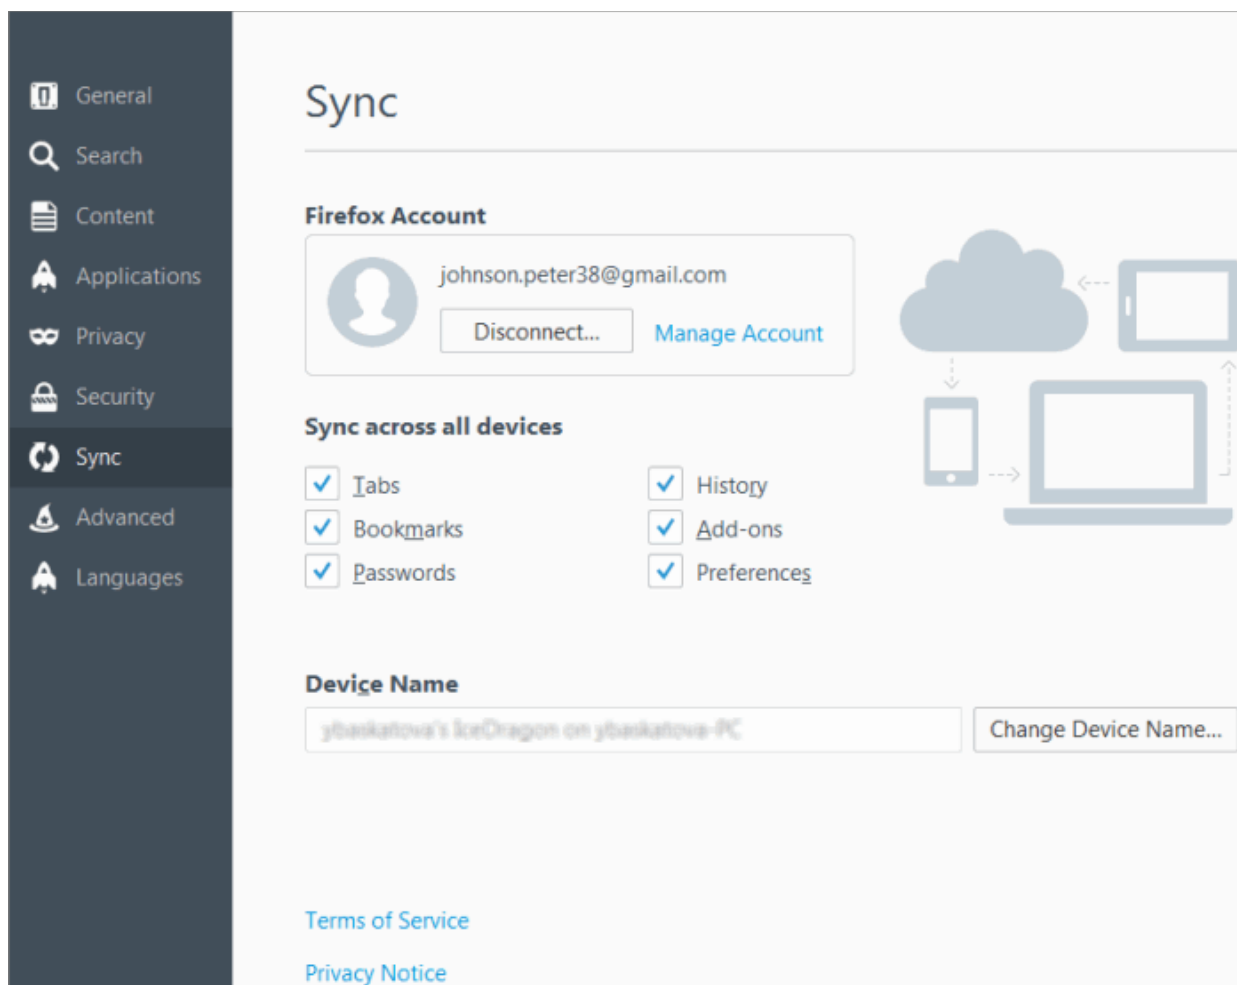 General
Search
Content
Applications
Privacy
Security
Sync
Advanced
Languages
Sync
Firefox Account
johnson.peter38@gmail.com
Disconnect...
Manage Account
Sync across all devices
Tabs
History
Bookmarks
Add-ons
Passwords
Preferences
Device Name
Change Device Name...
Terms of Service
Privacy Notice